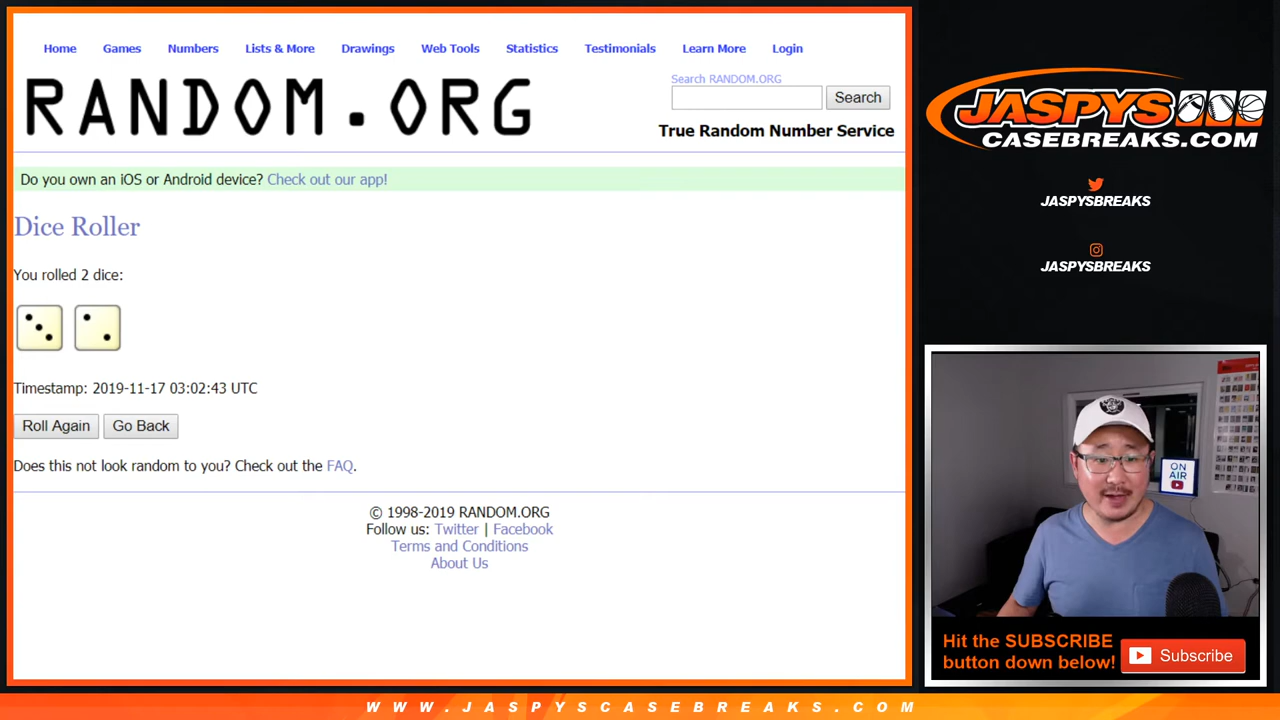 Home Games Numbers Lists & More Drawings Web Tools Statistics Testimonials Learn More Login
RANDOM.ORG
Search RANDOM.ORG
Search
True Random Number Service
Do you own an iOS or Android device? Check out our app!
Dice Roller
You rolled 2 dice:
Timestamp: 2019-11-17 03:02:43 UTC
Roll Again Go Back
Does this not look random to you? Check out the FAQ.
© 1998-2019 RANDOM.ORG
Follow us: Twitter | Facebook
Terms and Conditions
About Us
JASPYS
CASEBREAKS.COM
JASPYSBREAKS
JASPYSBREAKS
ON
AIR
Hit the SUBSCRIBE
button down below!
Subscribe
WWW.JASPYSCASEBREAKS.COM